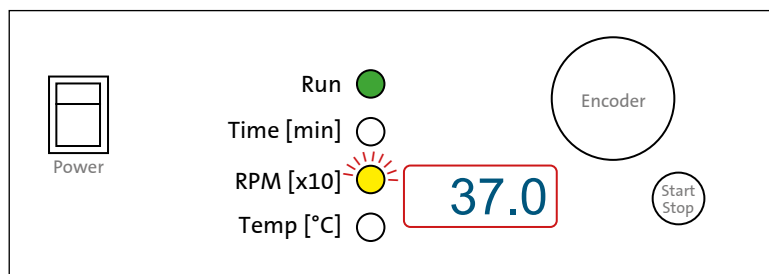 Run
Encoder
Time [min]
Power
RPM [x10]
37.0
Start
Stop
Temp [°C]